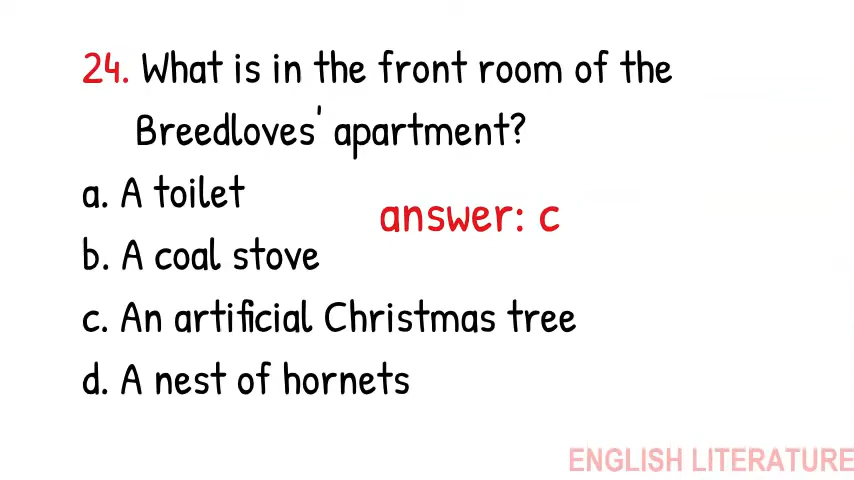 24. What is in the front room of the
Breedloves' apartment?
a. A toilet
answer: c
b. A coal stove
c. An artificial Christmas tree
d. A nest of hornets
ENGLISH LITERATURE